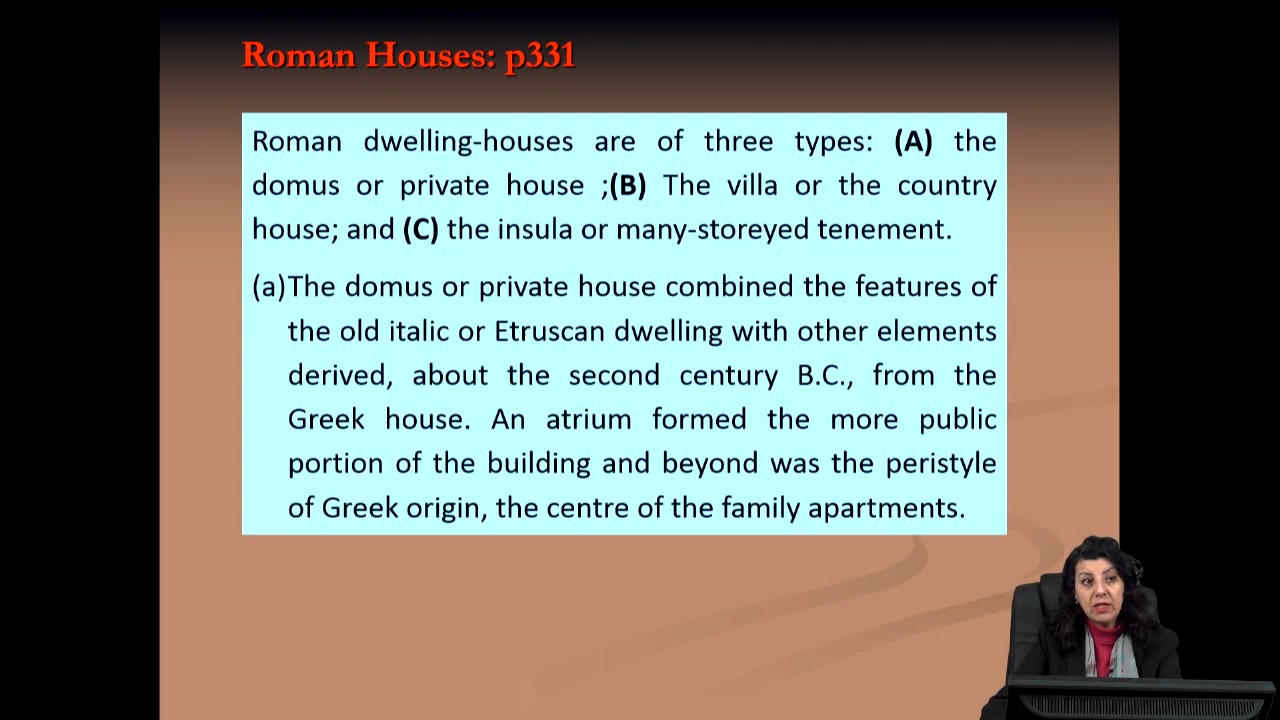 Roman Houses: p331
Roman dwelling-houses are of three types: (A) the
domus or private house ;(B) The villa or the country
house; and (C) the insula or many-storeyed tenement.
(a)The domus or private house combined the features of
the old italic or Etruscan dwelling with other elements
derived, about the second century B.C., from the
Greek house. An atrium formed the more public
portion of the building and beyond was the peristyle
of Greek origin, the centre of the family apartments.